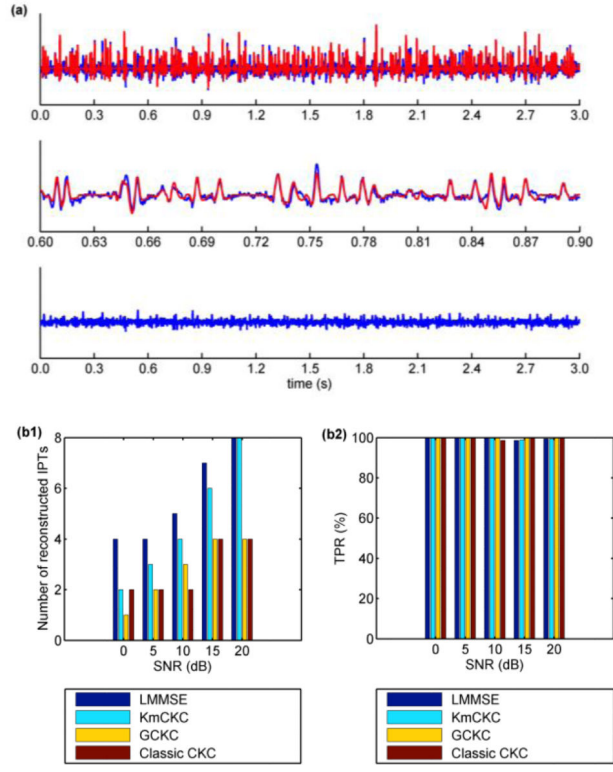 (a)
0.0 0.3 0.6 0.9 1.2 1.5 1.8 2.1 2.4 2.7 3.0
0.60 0.63 0.66 0.69 0.72 0.75 0.78 0.81 0.84 0.87 0.90
0.0 0.3 0.6 0.9 1.2 1.5 1.8 2.1 2.4 2.7 3.0
time (s)
(b1)
Number of reconstructed IPTs
8
6
4
2
0
0 5 10 15 20
SNR (dB)
LMMSE
KmCKC
GCKC
Classic CKC
(b2)
TPR (%)
100
80
60
40
20
0
0 5 10 15 20
SNR (dB)
LMMSE
KmCKC
GCKC
Classic CKC